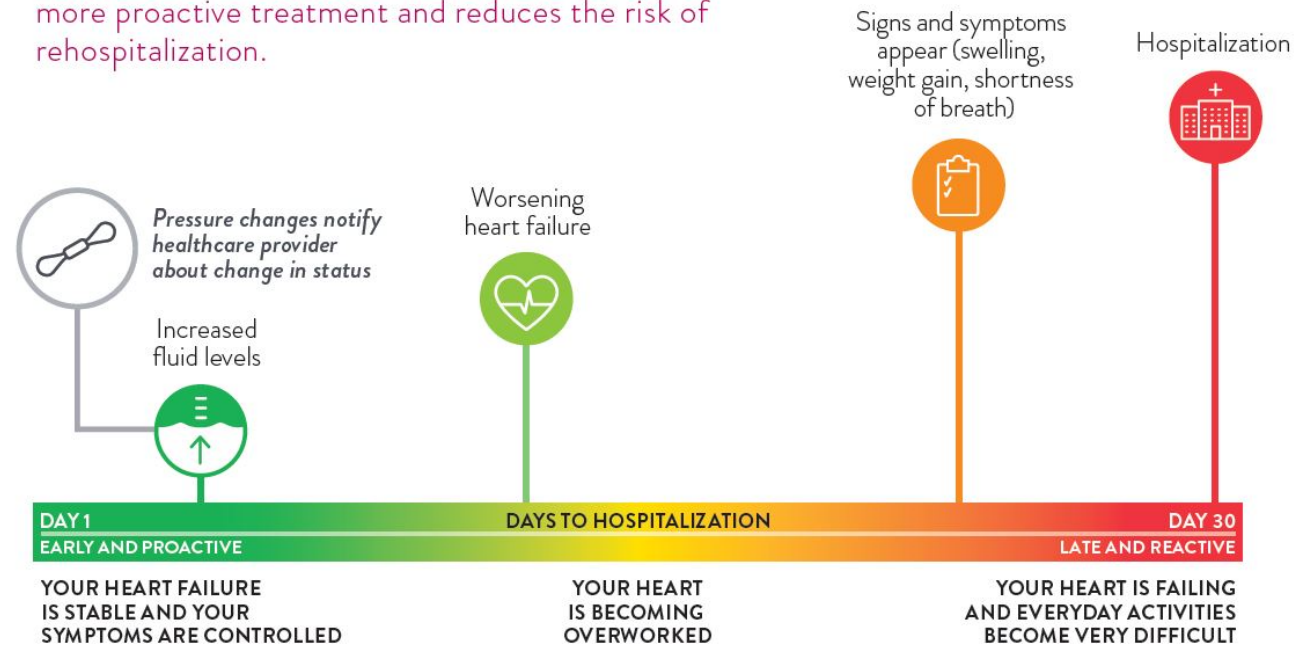 more proactive treatment and reduces the risk of
rehospitalization.
Signs and symptoms
appear (swelling,
weight gain, shortness
of breath)
Hospitalization
Pressure changes notify
healthcare provider
about change in status
Worsening
heart failure
Increased
fluid levels
DAY 1
DAYS TO HOSPITALIZATION
DAY 30
EARLY AND PROACTIVE
LATE AND REACTIVE
YOUR HEART FAILURE
IS STABLE AND YOUR
SYMPTOMS ARE CONTROLLED
YOUR HEART
IS BECOMING
OVERWORKED
YOUR HEART IS FAILING
AND EVERYDAY ACTIVITIES
BECOME VERY DIFFICULT